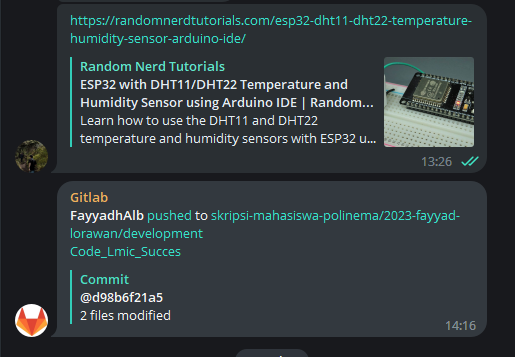 https://randomnerdtutorials.com/esp32-dht11-dht22-temperature-
humidity-sensor-arduino-ide/
Random Nerd Tutorials
ESP32 with DHT11/DHT22 Temperature and
Humidity Sensor using Arduino IDE | Random...
Learn how to use the DHT11 and DHT22
temperature and humidity sensors with ESP32 u...
13:26
Gitlab
FayyadhAlb pushed to skripsi-mahasiswa-polinema/2023-fayyad-
lorawan/development
Code_Lmic_Succes
Commit
@d98b6f21a5
2 files modified
14:16